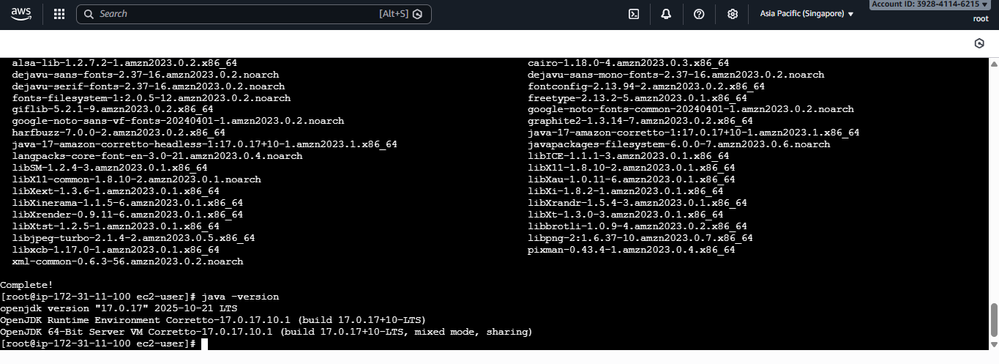 aws
Search [Alt+S]
Asia Pacific (Singapore)
Account ID: 3928-4114-6215
root
alsa-lib-1.2.7.2-1.amzn2023.0.2.x86_64 cairo-1.18.0-4.amzn2023.0.3.x86_64
dejavu-sans-fonts-2.37-16.amzn2023.0.2.noarch dejavu-sans-mono-fonts-2.37-16.amzn2023.0.2.noarch
dejavu-serif-fonts-2.37-16.amzn2023.0.2.noarch fontconfig-2.13.94-2.amzn2023.0.2.x86_64
fonts-filesystem-1:2.0.5-12.amzn2023.0.2.noarch freetype-2.13.2-5.amzn2023.0.1.x86_64
giflib-5.2.1-9.amzn2023.0.2.x86_64 google-noto-fonts-common-20240401-1.amzn2023.0.2.noarch
google-noto-sans-vf-fonts-20240401-1.amzn2023.0.2.noarch graphite2-1.3.14-7.amzn2023.0.2.x86_64
harfbuzz-7.0.0-2.amzn2023.0.2.x86_64 java-17-amazon-corretto-1:17.0.17+10-1.amzn2023.1.x86_64
java-17-amazon-corretto-headless-1:17.0.17+10-1.amzn2023.1.x86_64 javapackages-filesystem-6.0.0-7.amzn2023.0.6.noarch
langpacks-core-font-en-3.0-21.amzn2023.0.4.noarch libICE-1.1.1-3.amzn2023.0.1.x86_64
libSM-1.2.4-3.amzn2023.0.1.x86_64 libX11-1.8.10-2.amzn2023.0.1.x86_64
libX11-common-1.8.10-2.amzn2023.0.1.noarch libXau-1.0.11-6.amzn2023.0.1.x86_64
libXext-1.3.6-1.amzn2023.0.1.x86_64 libXi-1.8.2-1.amzn2023.0.1.x86_64
libXinerama-1.1.5-6.amzn2023.0.1.x86_64 libXrandr-1.5.4-3.amzn2023.0.1.x86_64
libXrender-0.9.11-6.amzn2023.0.1.x86_64 libXt-1.3.0-3.amzn2023.0.1.x86_64
libXtst-1.2.5-1.amzn2023.0.1.x86_64 libbrotli-1.0.9-4.amzn2023.0.2.x86_64
libjpeg-turbo-2.1.4-2.amzn2023.0.5.x86_64 libpng-2:1.6.37-10.amzn2023.0.7.x86_64
libxcb-1.17.0-1.amzn2023.0.1.x86_64 pixman-0.43.4-1.amzn2023.0.4.x86_64
xml-common-0.6.3-56.amzn2023.0.2.noarch
Complete!
[root@ip-172-31-11-100 ec2-user]# java -version
openjdk version "17.0.17" 2025-10-21 LTS
OpenJDK Runtime Environment Corretto-17.0.17.10.1 (build 17.0.17+10-LTS)
OpenJDK 64-Bit Server VM Corretto-17.0.17.10.1 (build 17.0.17+10-LTS, mixed mode, sharing)
[root@ip-172-31-11-100 ec2-user]#